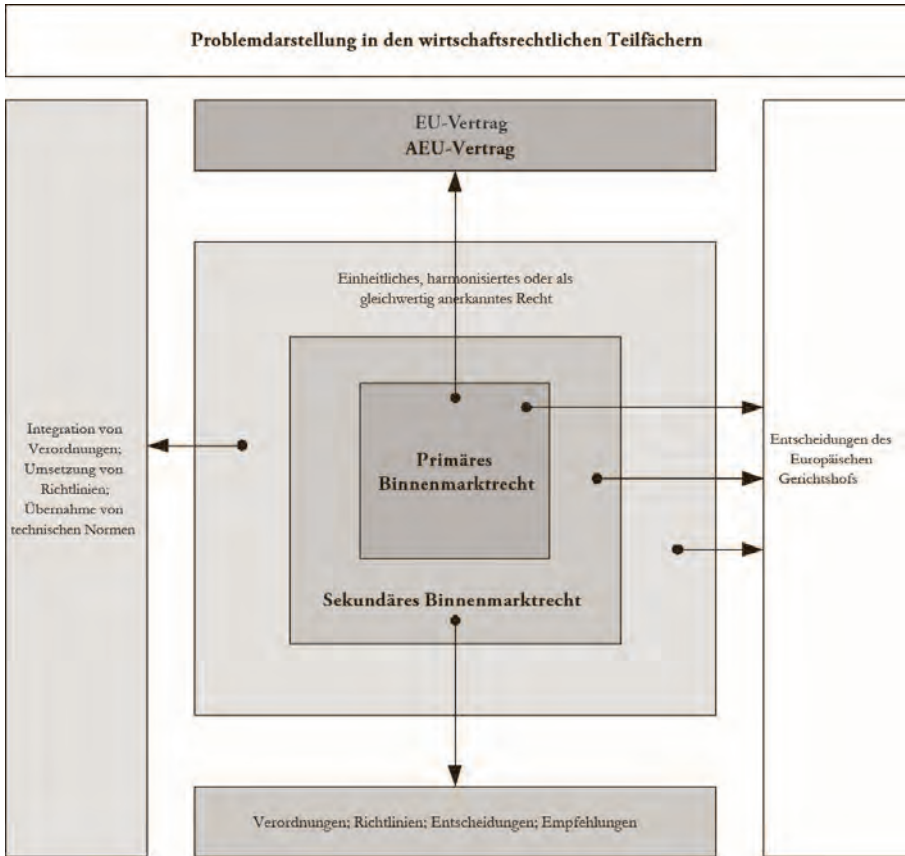 Problemdarstellung in den wirtschaftsrechtlichen Teilfächern
EU-Vertrag
AEU-Vertrag
Einheitliches, harmonisiertes oder als
gleichwertig anerkanntes Recht
Integration von
Verordnungen;
Umsetzung von
Richtlinien;
Übernahme von
technischen Normen
Primäres
Binnenmarktrecht
Entscheidungen des
Europäischen
Gerichtshofs
Sekundäres Binnenmarktrecht
Verordnungen; Richtlinien; Entscheidungen; Empfehlungen